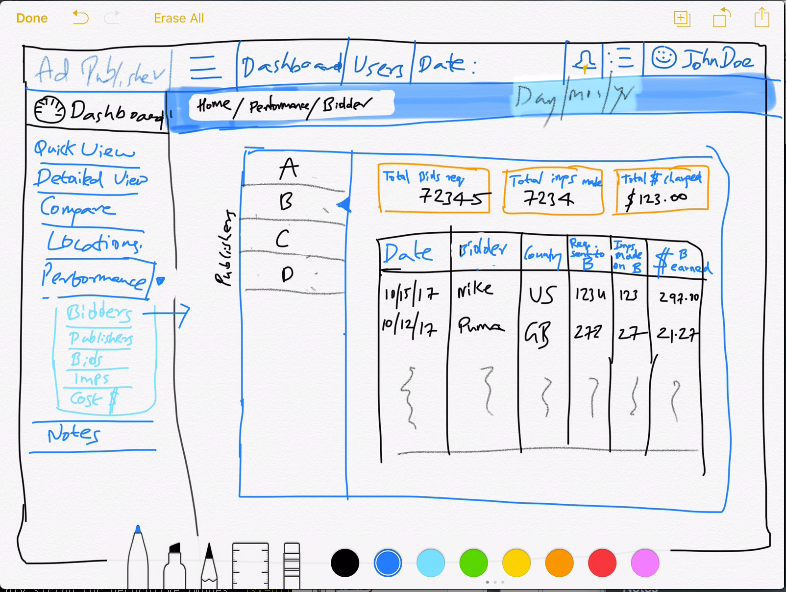 Done
Erase All
Ad Publisher
Dashboard
Users
Date:
John Doe
Dashboard
Home / Performance / Bidder
Day/mon/yr
Quick View
Detailed View
Compare
Locations.
Performance
Bidders
Publishers
Bids
Imps
Cost $
Notes
Publishers
A
B
C
D
Total Bids req
72345
Total imps made
7234
Total $ charged
$123.00
Date Bidder Country Req. sent to B Imps made on B $ B earned
10/15/17 Nike US 1234 123 297.10
10/12/17 Puma GB 272 27 21.27